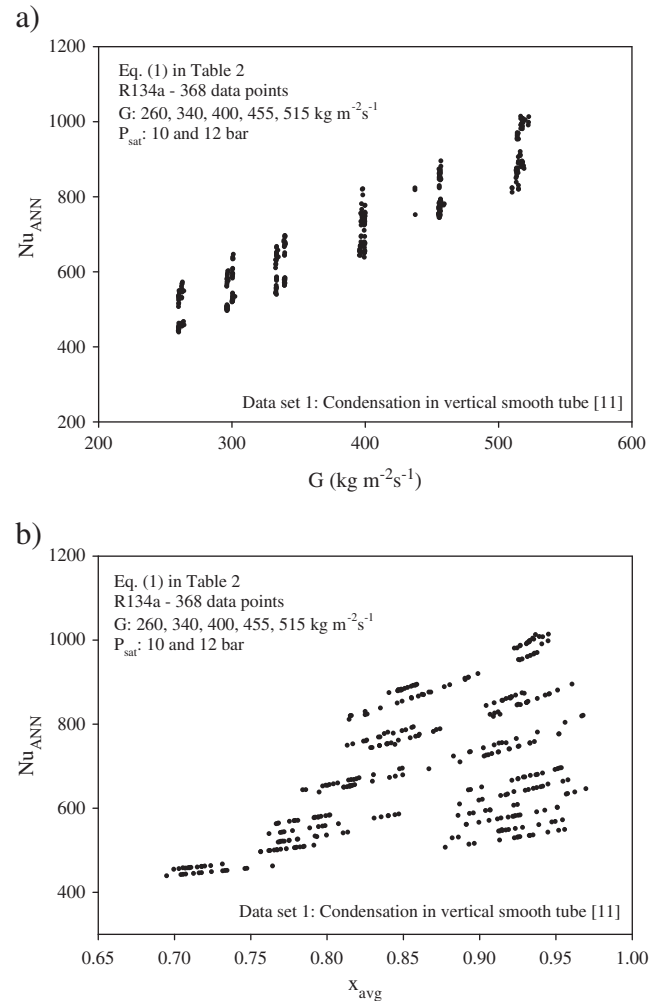 a)
1200
Eq. (1) in Table 2
R134a - 368 data points
G: 260, 340, 400, 455, 515 kg m⁻²s⁻¹
P_sat: 10 and 12 bar
1000
800
600
400
200
Nu_ANN
Data set 1: Condensation in vertical smooth tube [11]
200 300 400 500 600
G (kg m⁻²s⁻¹)
b)
1200
Eq. (1) in Table 2
R134a - 368 data points
G: 260, 340, 400, 455, 515 kg m⁻²s⁻¹
P_sat: 10 and 12 bar
1000
800
600
400
Nu_ANN
Data set 1: Condensation in vertical smooth tube [11]
0.65 0.70 0.75 0.80 0.85 0.90 0.95 1.00
x_avg